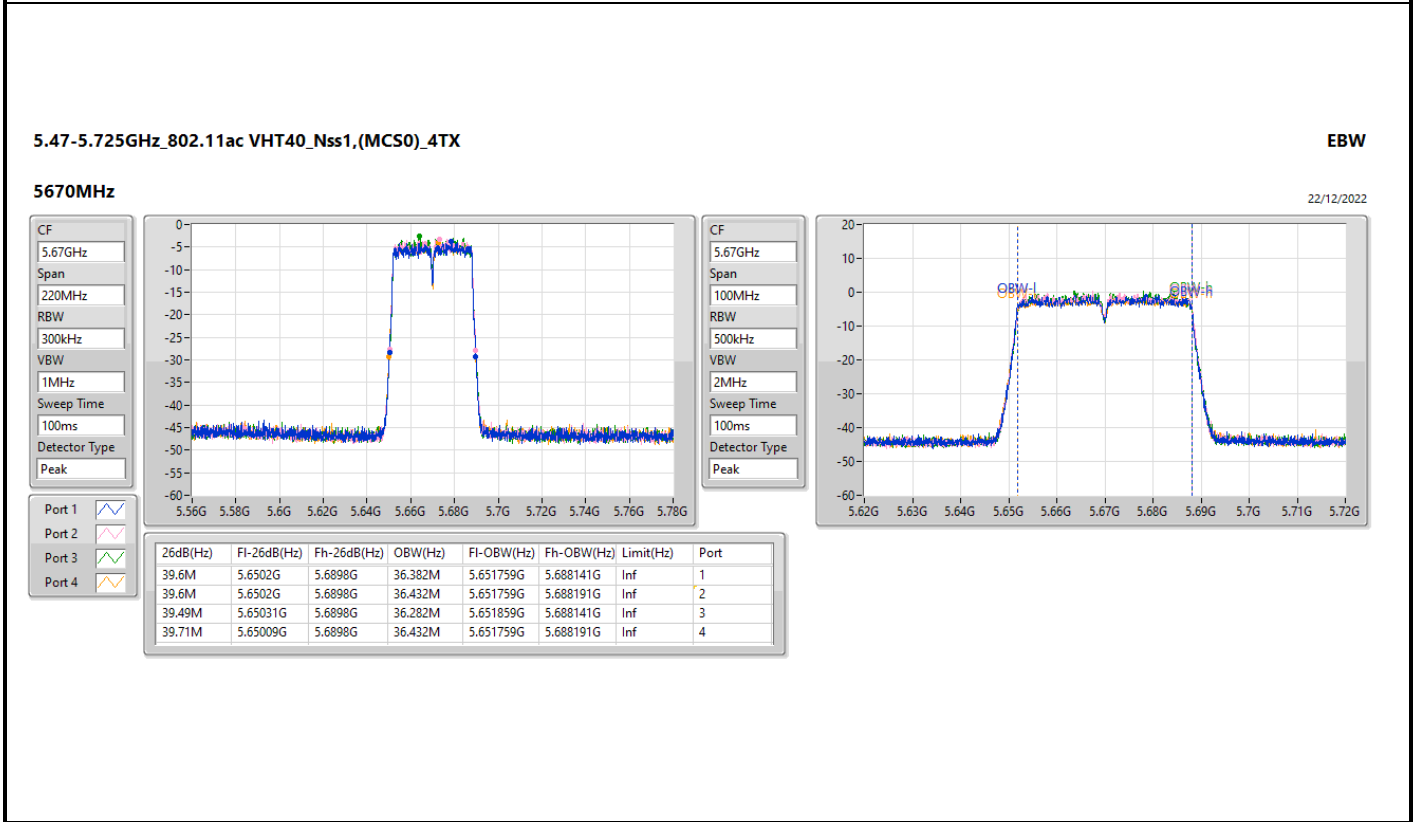 5.47-5.725GHz_802.11ac VHT40_Nss1,(MCS0)_4TX EBW
5670MHz
22/12/2022
CF
5.67GHz
Span
220MHz
RBW
300kHz
VBW
1MHz
Sweep Time
100ms
Detector Type
Peak
Port 1
Port 2
Port 3
Port 4
0
-5
-10
-15
-20
-25
-30
-35
-40
-45
-50
-55
-60
5.56G 5.58G 5.6G 5.62G 5.64G 5.66G 5.68G 5.7G 5.72G 5.74G 5.76G 5.78G
CF
5.67GHz
Span
100MHz
RBW
500kHz
VBW
2MHz
Sweep Time
100ms
Detector Type
Peak
20
10
0
-10
-20
-30
-40
-50
-60
OBW-l OBW-h
5.62G 5.63G 5.64G 5.65G 5.66G 5.67G 5.68G 5.69G 5.7G 5.71G 5.72G
26dB(Hz) Fl-26dB(Hz) Fh-26dB(Hz) OBW(Hz) Fl-OBW(Hz) Fh-OBW(Hz) Limit(Hz) Port
39.6M 5.6502G 5.6898G 36.382M 5.651759G 5.688141G Inf 1
39.6M 5.6502G 5.6898G 36.432M 5.651759G 5.688191G Inf 2
39.49M 5.65031G 5.6898G 36.282M 5.651859G 5.688141G Inf 3
39.71M 5.65009G 5.6898G 36.432M 5.651759G 5.688191G Inf 4